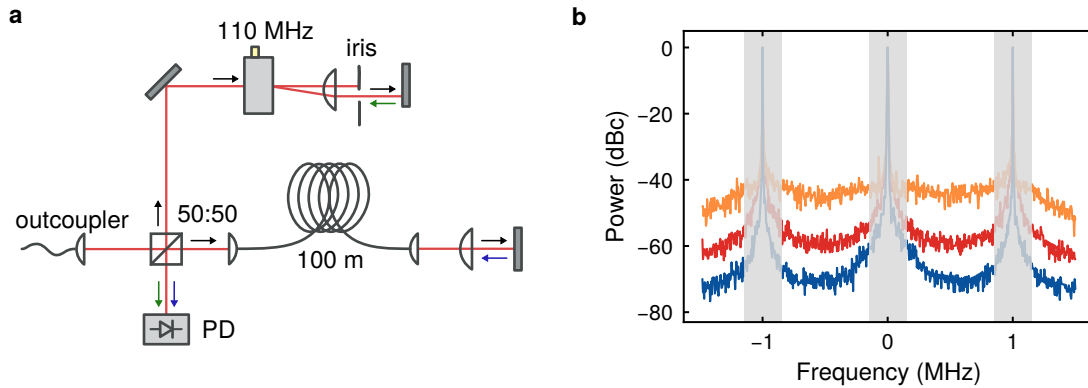 a
110 MHz
iris
outcoupler
50:50
100 m
PD
b
Power (dBc)
0
−20
−40
−60
−80
−1
0
1
Frequency (MHz)